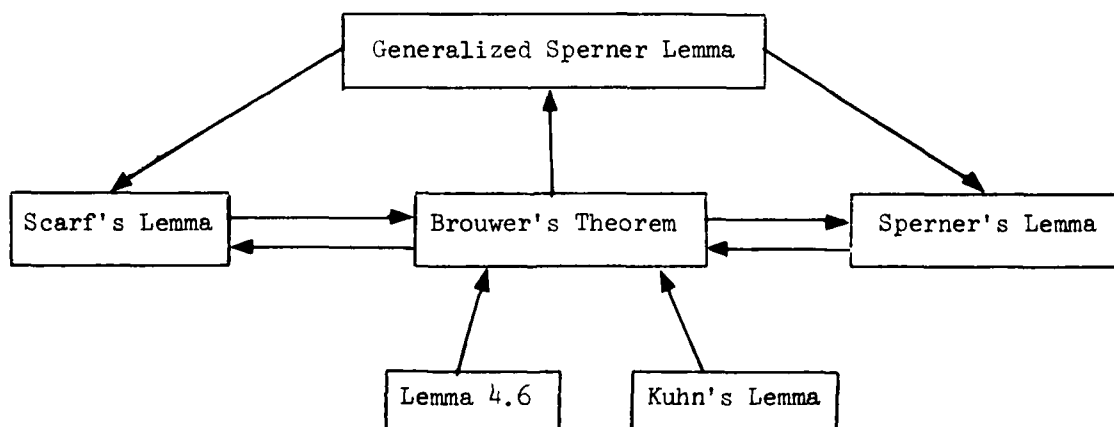 Generalized Sperner Lemma
Scarf's Lemma
Brouwer's Theorem
Sperner's Lemma
Lemma 4.6
Kuhn's Lemma